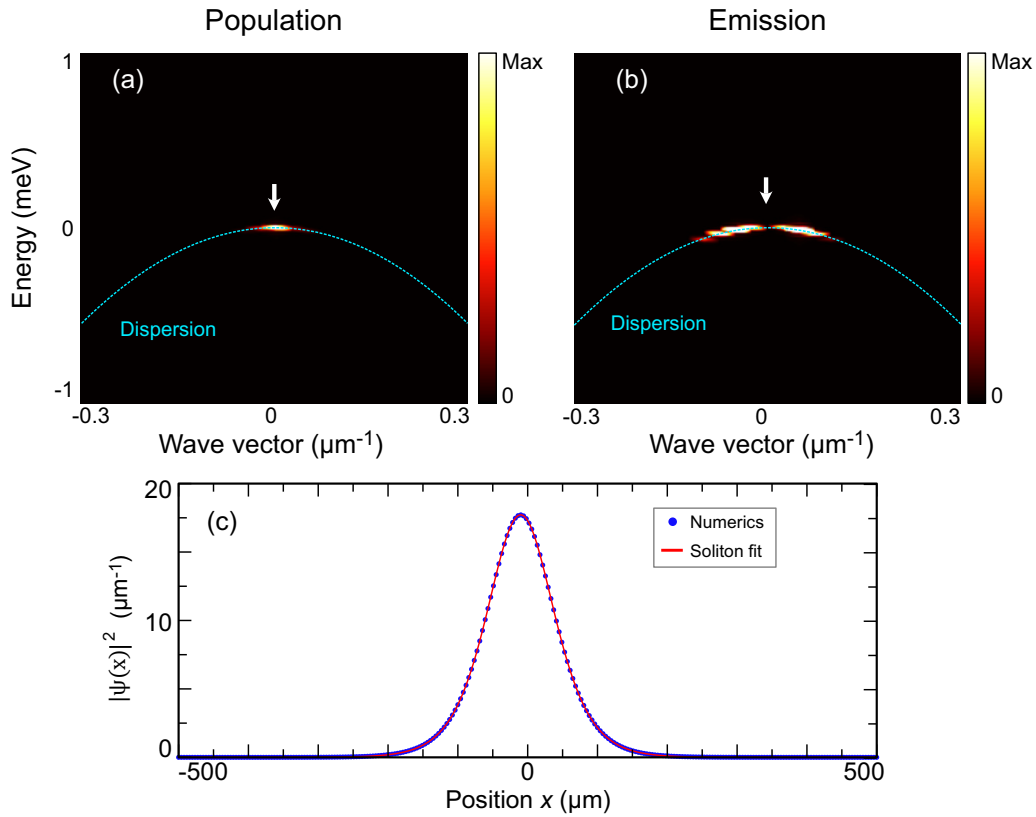 Population
Emission
(a)
(b)
1
0
-1
Energy (meV)
Dispersion
Dispersion
Max
0
Max
0
-0.3
0
0.3
-0.3
0
0.3
Wave vector (µm-1)
Wave vector (µm-1)
(c)
20
10
0
|ψ(x)|2 (µm-1)
Numerics
Soliton fit
-500
0
500
Position x (µm)